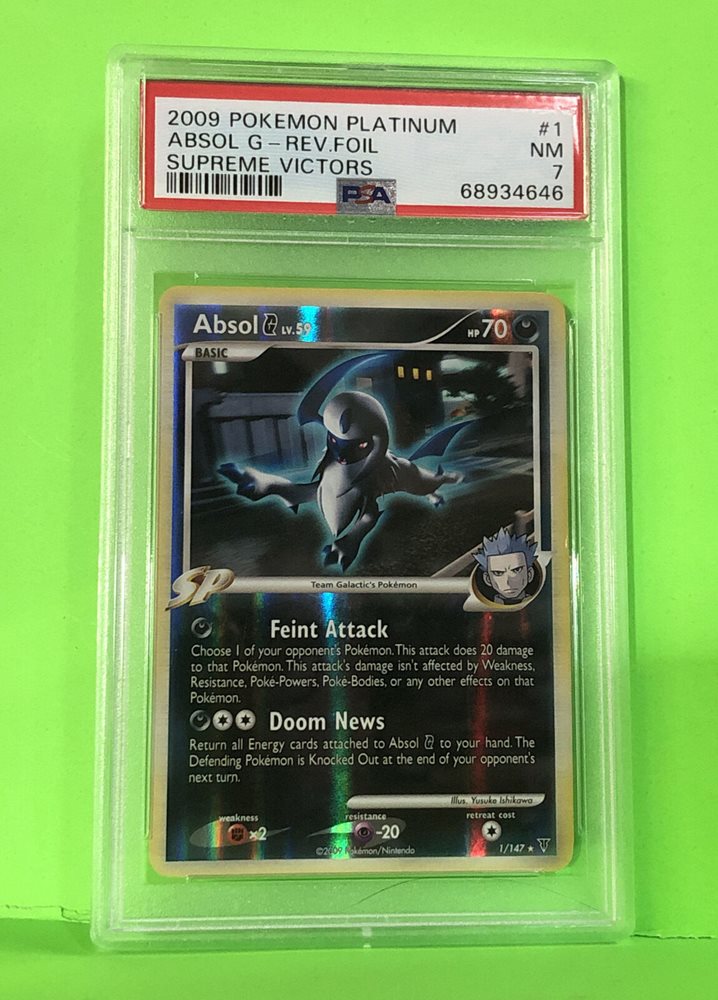 2009 POKEMON PLATINUM #1
ABSOL G - REV.FOIL NM
SUPREME VICTORS 7
PSA 68934646
Absol G LV.59 HP 70
BASIC
SP
Team Galactic's Pokémon
Feint Attack
Choose 1 of your opponent's Pokémon. This attack does 20 damage
to that Pokémon. This attack's damage isn't affected by Weakness,
Resistance, Poké-Powers, Poké-Bodies, or any other effects on that
Pokémon.
Doom News
Return all Energy cards attached to Absol G to your hand. The
Defending Pokémon is Knocked Out at the end of your opponent's
next turn.
Illus. Yusuke Ishikawa
weakness resistance retreat cost
×2 -20
©2009 Pokémon/Nintendo 1/147